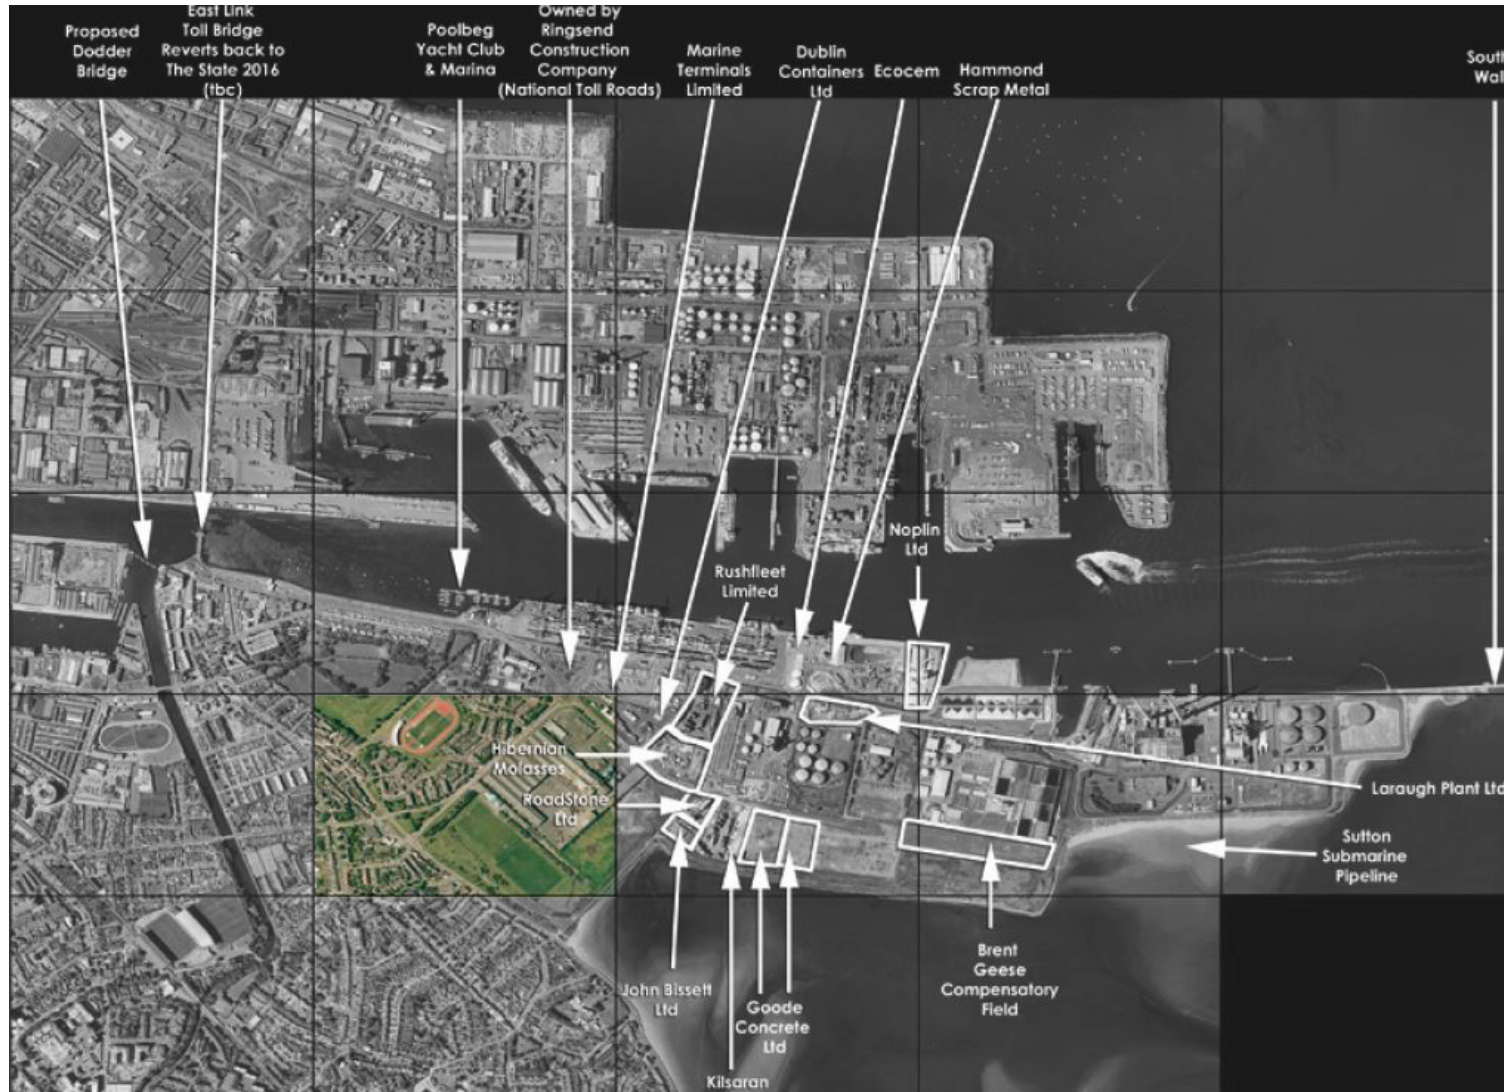 Proposed
Dodder
Bridge
East Link
Toll Bridge
Reverts back to
The State 2016
(tbc)
Poolbeg
Yacht Club
& Marina
Owned by
Ringsend
Construction
Company
(National Toll Roads)
Marine
Terminals
Limited
Dublin
Containers
Ltd
Ecocem
Hammond
Scrap Metal
South
Wall
Noplin
Ltd
Rushfleet
Limited
Hibernian
Molasses
RoadStone
Ltd
Laraugh Plant Ltd
Sutton
Submarine
Pipeline
John Bissett
Ltd
Goode
Concrete
Ltd
Kilsaran
Brent
Geese
Compensatory
Field